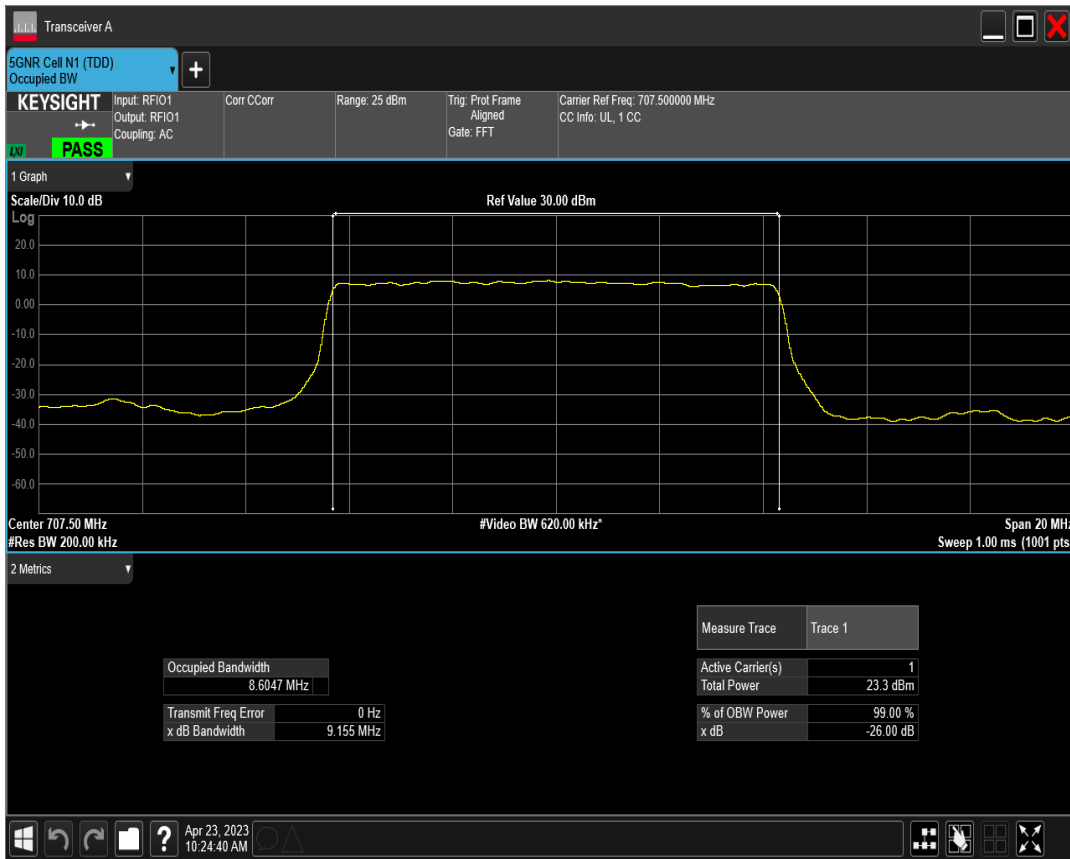 Transceiver A
5GNR Cell N1 (TDD)
Occupied BW
+
KEYSIGHT
LXI
PASS
Input: RFIO1
Output: RFIO1
Coupling: AC
Corr CCorr
Range: 25 dBm
Trig: Prot Frame
Aligned
Gate: FFT
Carrier Ref Freq: 707.500000 MHz
CC Info: UL, 1 CC
1 Graph
Scale/Div 10.0 dB
Ref Value 30.00 dBm
Log
20.0
10.0
0.00
-10.0
-20.0
-30.0
-40.0
-50.0
-60.0
Center 707.50 MHz
#Video BW 620.00 kHz*
Span 20 MHz
#Res BW 200.00 kHz
Sweep 1.00 ms (1001 pts
2 Metrics
Measure Trace Trace 1
Occupied Bandwidth
8.6047 MHz
Active Carrier(s) 1
Total Power 23.3 dBm
Transmit Freq Error 0 Hz
x dB Bandwidth 9.155 MHz
% of OBW Power 99.00 %
x dB -26.00 dB
?
Apr 23, 2023
10:24:40 AM